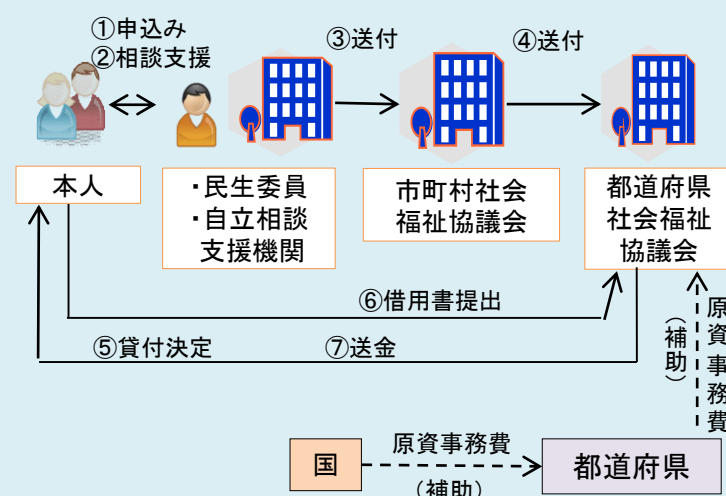 ①申込み
②相談支援
③送付
④送付
本人
・民生委員
・自立相談
支援機関
市町村社会
福祉協議会
都道府県
社会福祉
協議会
⑥借用書提出
⑤貸付決定
⑦送金
原資事務費
（補助）
国
原資事務費
（補助）
都道府県